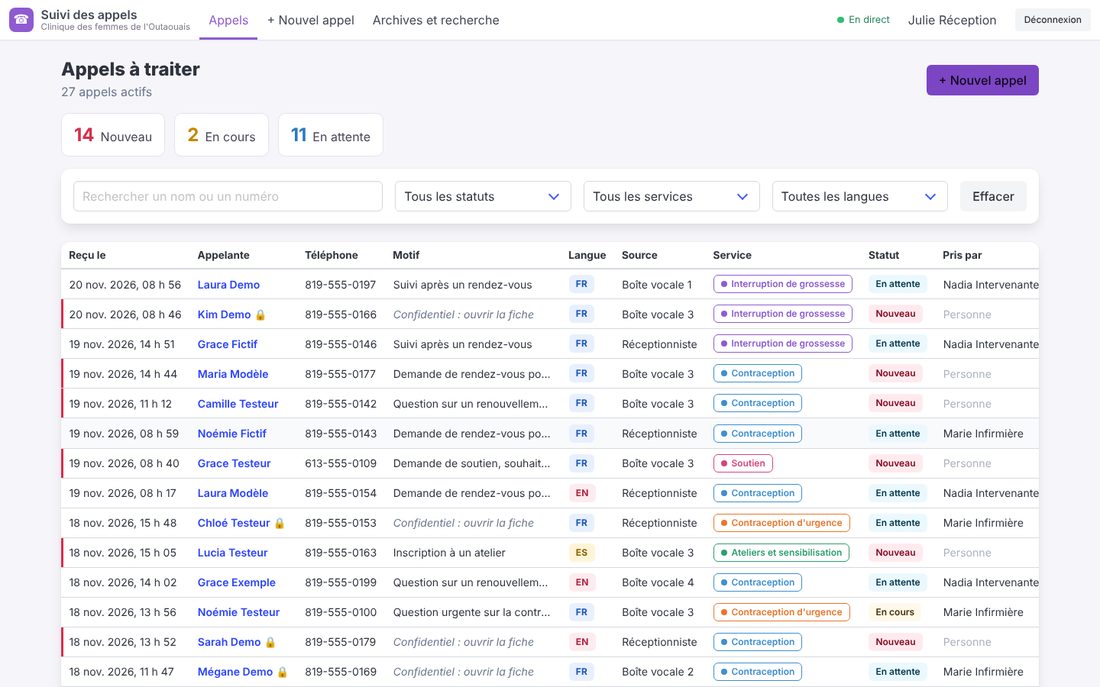 Suivi des appels
Clinique des femmes de l'Outaouais
Appels + Nouvel appel Archives et recherche
En direct Julie Réception Déconnexion
Appels à traiter
27 appels actifs
+ Nouvel appel
14 Nouveau 2 En cours 11 En attente
Rechercher un nom ou un numéro Tous les statuts Tous les services Toutes les langues Effacer
Reçu le Appelante Téléphone Motif Langue Source Service Statut Pris par
20 nov. 2026, 08 h 56 Laura Demo 819-555-0197 Suivi après un rendez-vous FR Boîte vocale 1 Interruption de grossesse En attente Nadia Intervenante
20 nov. 2026, 08 h 46 Kim Demo 819-555-0166 Confidentiel : ouvrir la fiche FR Boîte vocale 3 Interruption de grossesse Nouveau Personne
19 nov. 2026, 14 h 51 Grace Fictif 819-555-0146 Suivi après un rendez-vous FR Réceptionniste Interruption de grossesse En attente Nadia Intervenante
19 nov. 2026, 14 h 44 Maria Modèle 819-555-0177 Demande de rendez-vous po... FR Boîte vocale 3 Contraception Nouveau Personne
19 nov. 2026, 11 h 12 Camille Testeur 819-555-0142 Question sur un renouvellem... FR Boîte vocale 3 Contraception Nouveau Personne
19 nov. 2026, 08 h 59 Noémie Fictif 819-555-0143 Demande de rendez-vous po... FR Réceptionniste Contraception En attente Marie Infirmière
19 nov. 2026, 08 h 40 Grace Testeur 613-555-0109 Demande de soutien, souhait... FR Boîte vocale 3 Soutien Nouveau Personne
19 nov. 2026, 08 h 17 Laura Modèle 819-555-0154 Demande de rendez-vous po... EN Réceptionniste Contraception En attente Nadia Intervenante
18 nov. 2026, 15 h 48 Chloé Testeur 819-555-0153 Confidentiel : ouvrir la fiche FR Réceptionniste Contraception d'urgence En attente Marie Infirmière
18 nov. 2026, 15 h 05 Lucia Testeur 819-555-0163 Inscription à un atelier ES Boîte vocale 3 Ateliers et sensibilisation Nouveau Personne
18 nov. 2026, 14 h 02 Grace Exemple 819-555-0199 Question sur un renouvellem... EN Boîte vocale 4 Contraception En attente Nadia Intervenante
18 nov. 2026, 13 h 56 Noémie Testeur 819-555-0100 Question urgente sur la contr... FR Boîte vocale 3 Contraception d'urgence En cours Marie Infirmière
18 nov. 2026, 13 h 52 Sarah Demo 819-555-0179 Confidentiel : ouvrir la fiche EN Réceptionniste Contraception Nouveau Personne
18 nov. 2026, 11 h 47 Mégane Demo 819-555-0169 Confidentiel : ouvrir la fiche FR Boîte vocale 2 Contraception En attente Marie Infirmière